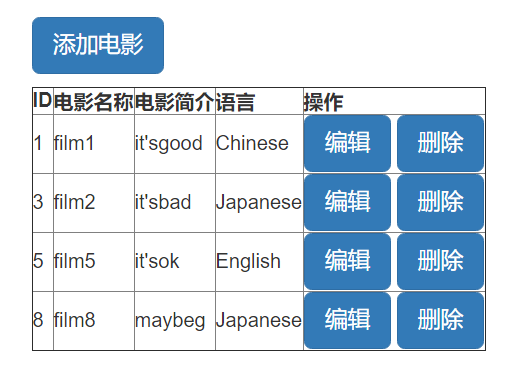 添加电影
ID 电影名称 电影简介 语言 操作
1 film1 it'sgood Chinese 编辑 删除
3 film2 it'sbad Japanese 编辑 删除
5 film5 it'sok English 编辑 删除
8 film8 maybeg Japanese 编辑 删除